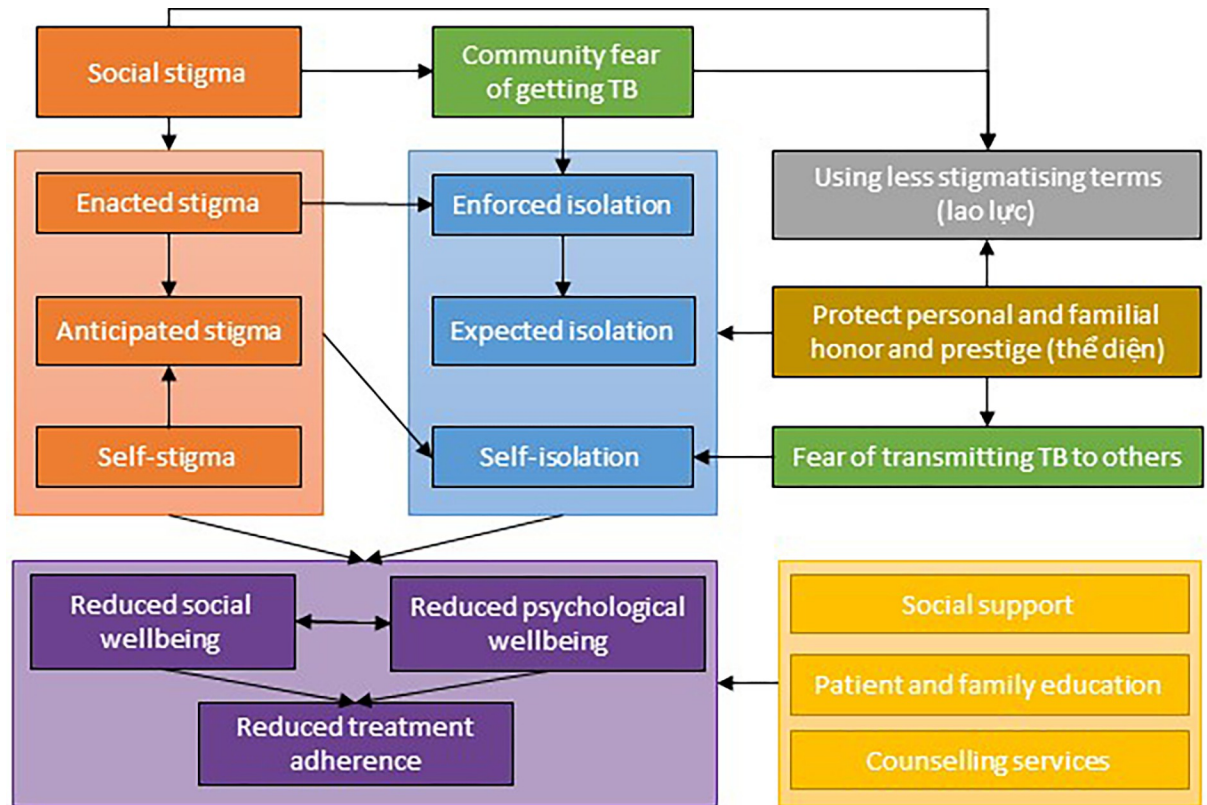 Social stigma
Community fear
of getting TB
Enacted stigma
Enforced isolation
Using less stigmatising terms
(lao lực)
Anticipated stigma
Expected isolation
Protect personal and familial
honor and prestige (thể diện)
Self-stigma
Self-isolation
Fear of transmitting TB to others
Reduced social
wellbeing
Reduced psychological
wellbeing
Reduced treatment
adherence
Social support
Patient and family education
Counselling services